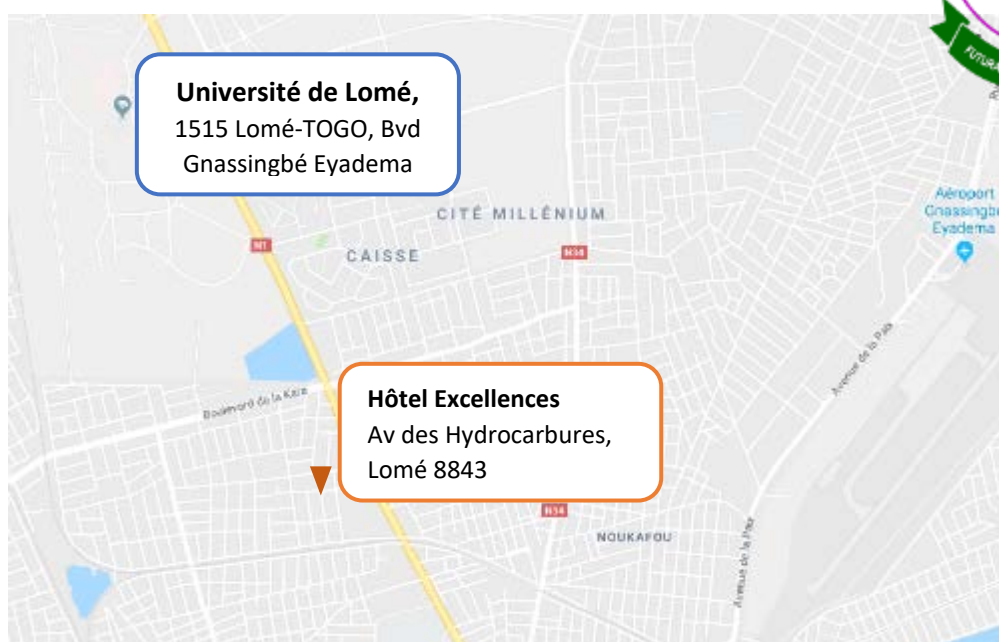 FUTURA
Université de Lomé,
1515 Lomé-TOGO, Bvd
Gnassingbé Eyadema
Aéroport
Gnassingbé
Eyadema
CITÉ MILLÉNIUM
N1
CAISSE
N34
Avenue de la Paix
Boulevard de la Kara
Hôtel Excellences
Av des Hydrocarbures,
Lomé 8843
N34
NOUKAFOU
Avenue de la Paix